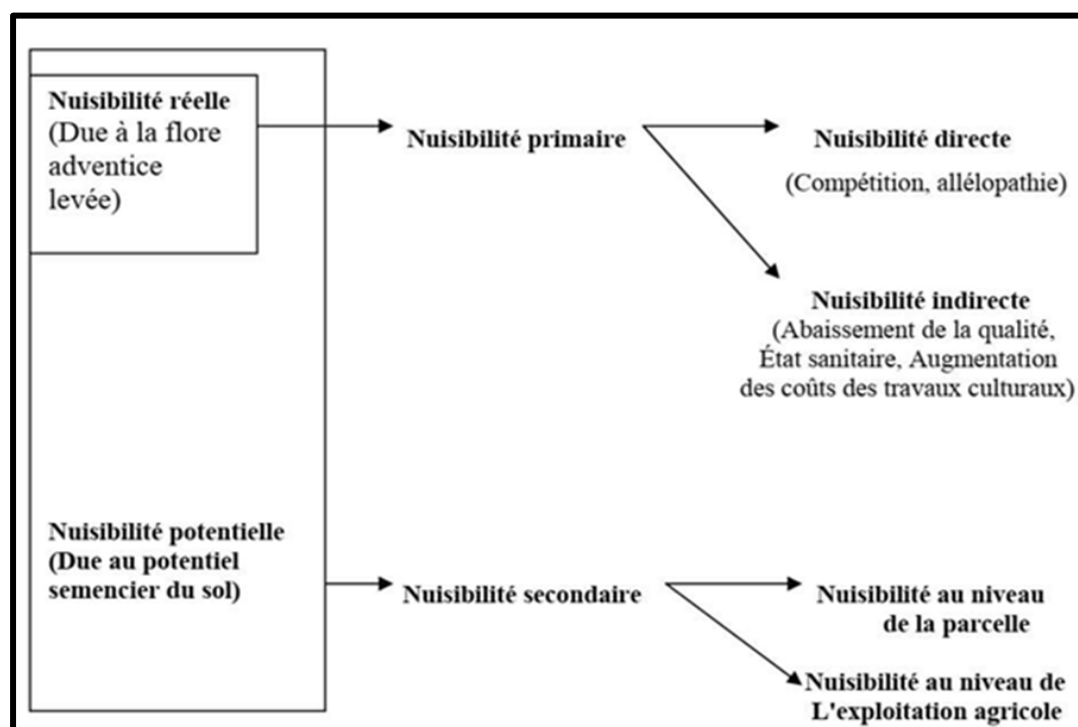 Nuisibilité réelle
(Due à la flore
adventice
levée)
Nuisibilité primaire
Nuisibilité directe
(Compétition, allélopathie)
Nuisibilité indirecte
(Abaissement de la qualité,
État sanitaire, Augmentation
des coûts des travaux culturaux)
Nuisibilité potentielle
(Due au potentiel
semencier du sol)
Nuisibilité secondaire
Nuisibilité au niveau
de la parcelle
Nuisibilité au niveau de
L'exploitation agricole